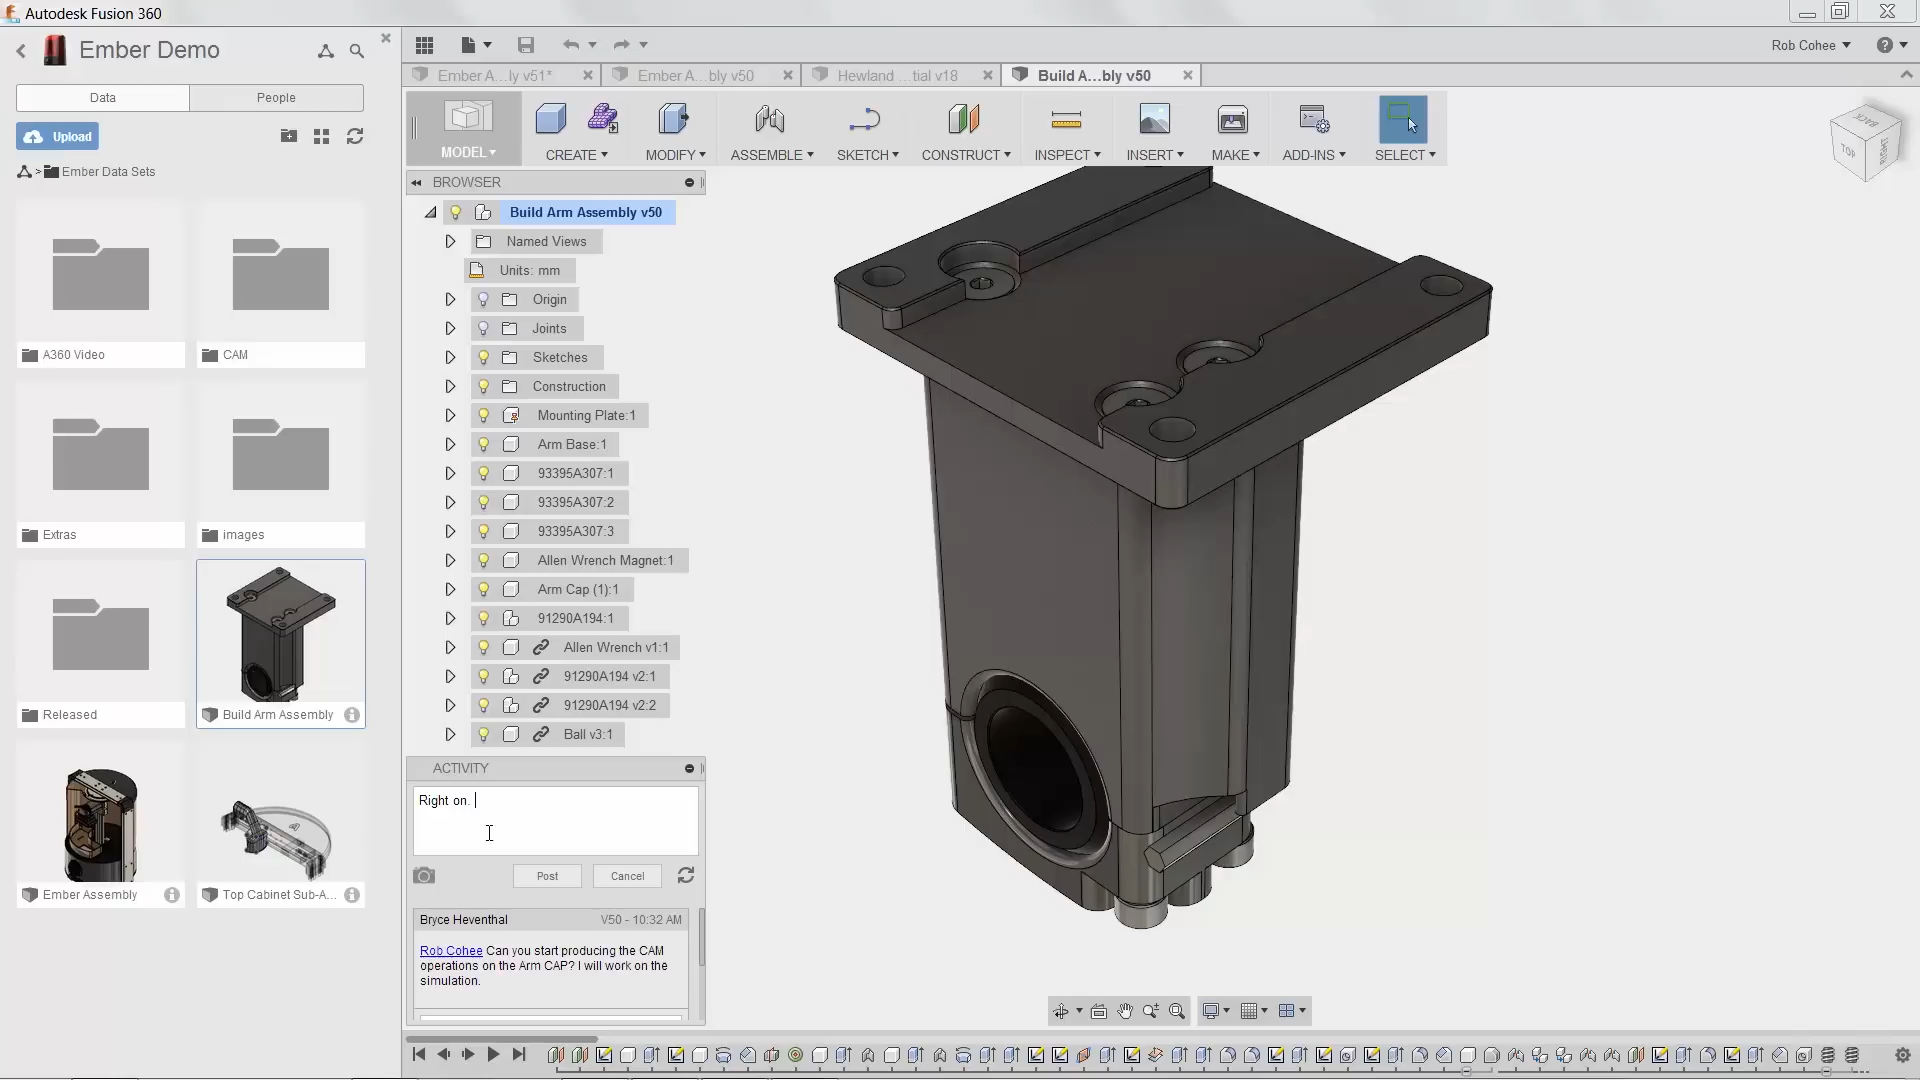 Autodesk Fusion 360
Ember Demo
Data
People
Upload
> Ember Data Sets
A360 Video
CAM
Extras
images
Released
Build Arm Assembly
Ember Assembly
Top Cabinet Sub-A...
Rob Cohee
Ember A...ly v51*
Ember A...bly v50
Hewland ...tial v18
Build A...bly v50
MODEL
CREATE
MODIFY
ASSEMBLE
SKETCH
CONSTRUCT
INSPECT
INSERT
MAKE
ADD-INS
SELECT
BACK
TOP
BROWSER
Build Arm Assembly v50
Named Views
Units: mm
Origin
Joints
Sketches
Construction
Mounting Plate:1
Arm Base:1
93395A307:1
93395A307:2
93395A307:3
Allen Wrench Magnet:1
Arm Cap (1):1
91290A194:1
Allen Wrench v1:1
91290A194 v2:1
91290A194 v2:2
Ball v3:1
ACTIVITY
Right on.
Post
Cancel
Bryce Heventhal
V50 - 10:32 AM
Rob Cohee Can you start producing the CAM
operations on the Arm CAP? I will work on the
simulation.